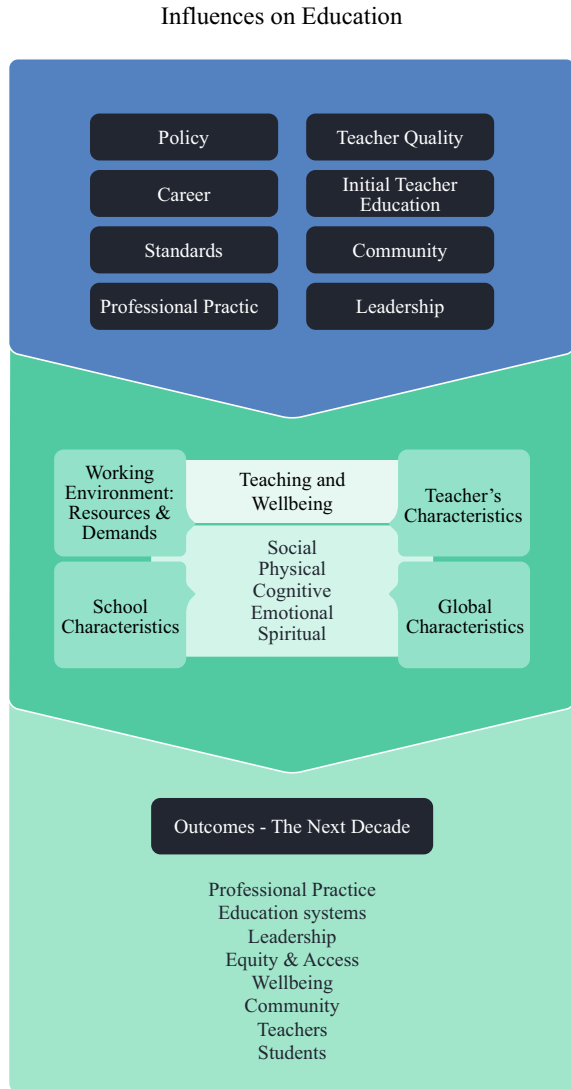 Influences on Education
Policy
Teacher Quality
Career
Initial Teacher
Education
Standards
Community
Professional Practic
Leadership
Working
Environment:
Resources &
Demands
Teaching and
Wellbeing
Teacher’s
Characteristics
Social
Physical
Cognitive
Emotional
Spiritual
School
Characteristics
Global
Characteristics
Outcomes - The Next Decade
Professional Practice
Education systems
Leadership
Equity & Access
Wellbeing
Community
Teachers
Students